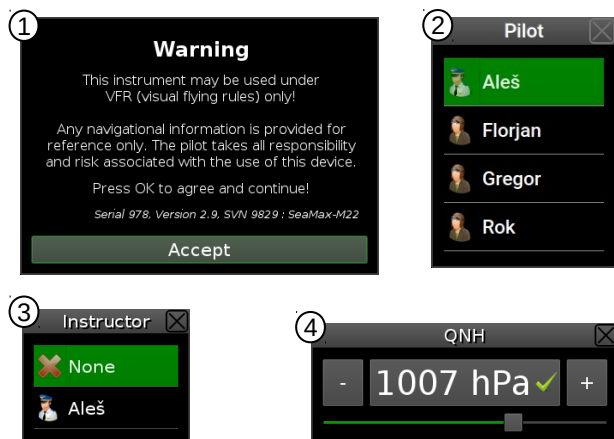 1
Warning
This instrument may be used under
VFR (visual flying rules) only!
Any navigational information is provided for
reference only. The pilot takes all responsibility
and risk associated with the use of this device.
Press OK to agree and continue!
Serial 978, Version 2.9, SVN 9829 : SeaMax-M22
Accept
2
Pilot
Aleš
Florjan
Gregor
Rok
3
Instructor
None
Aleš
4
QNH
- 1007 hPa +